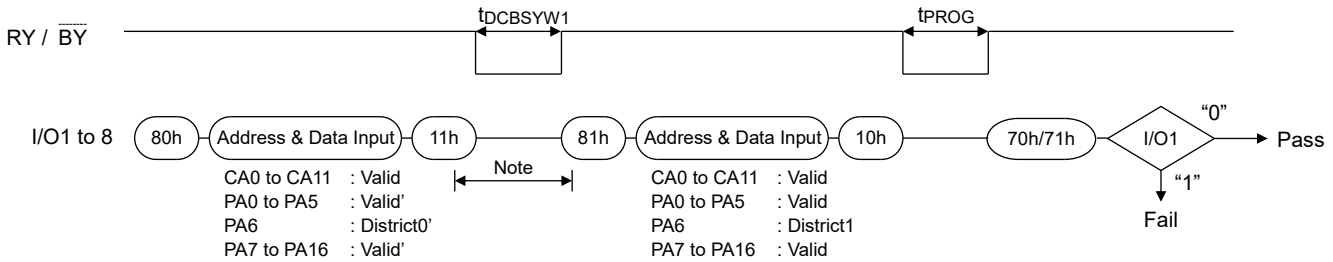 tDCBSYW1 tPROG
RY / BY
I/O1 to 8 80h Address & Data Input 11h 81h Address & Data Input 10h 70h/71h I/O1 “0” Pass
Note
“1”
Fail
CA0 to CA11 : Valid
PA0 to PA5 : Valid’
PA6 : District0’
PA7 to PA16 : Valid’
CA0 to CA11 : Valid
PA0 to PA5 : Valid
PA6 : District1
PA7 to PA16 : Valid